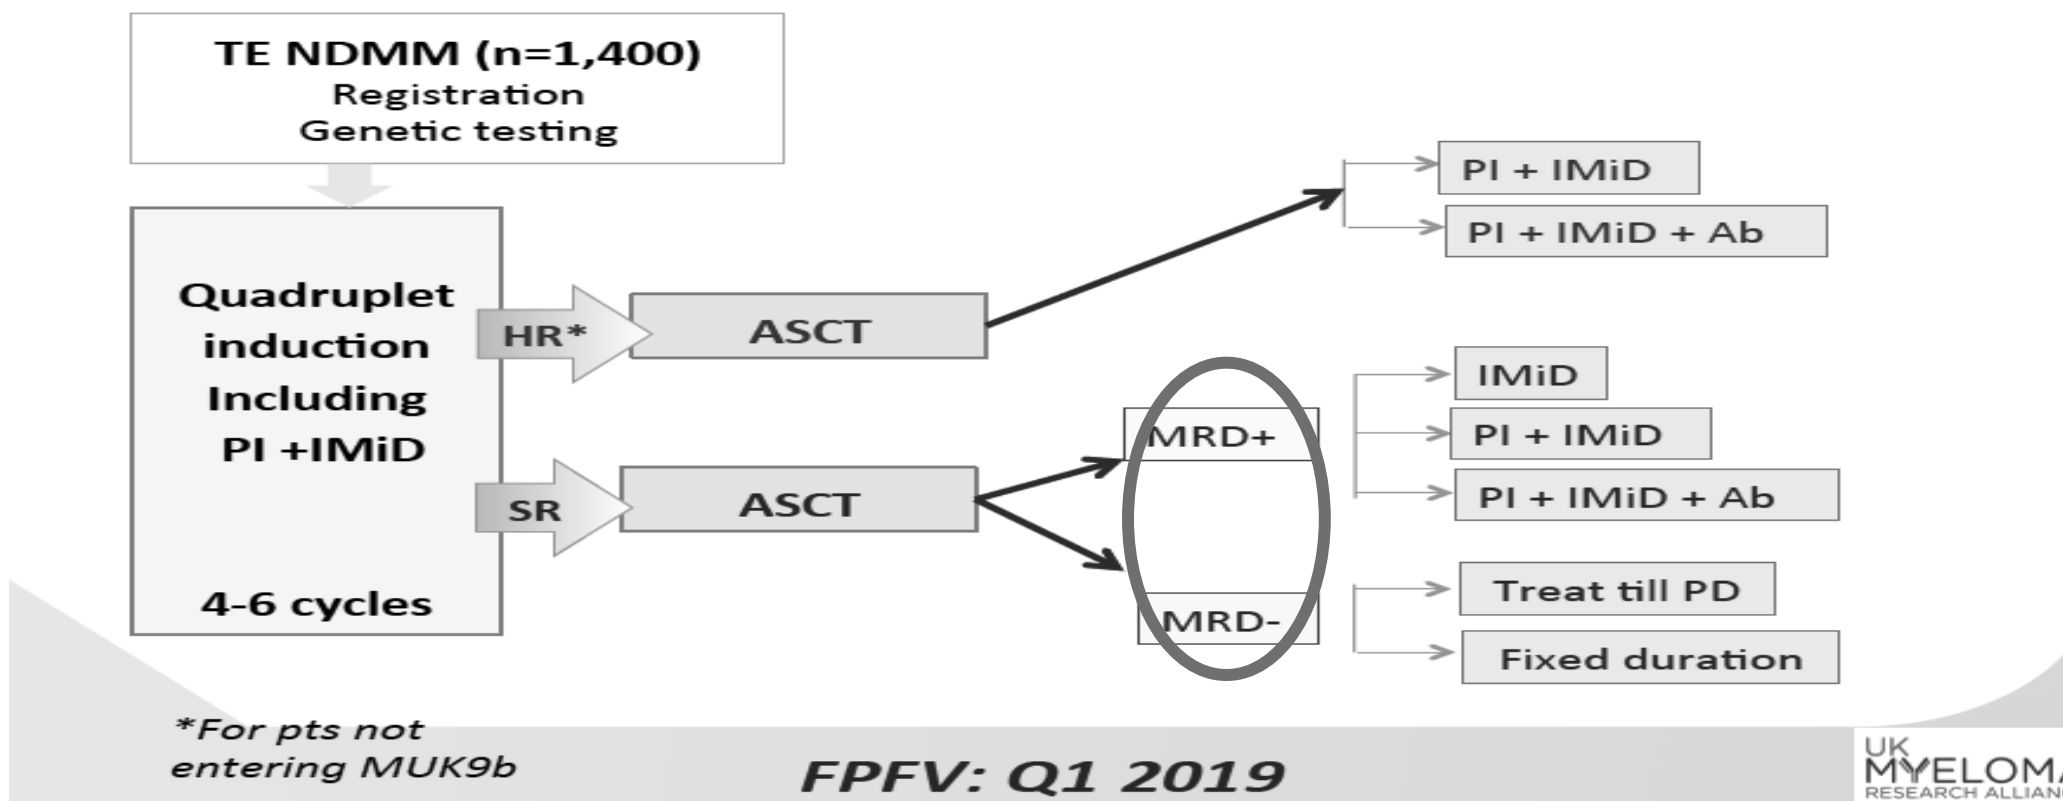 TE NDMM (n=1,400)
Registration
Genetic testing
Quadruplet
induction
Including
PI +IMiD
4-6 cycles
HR*
ASCT
PI + IMiD
PI + IMiD + Ab
SR
ASCT
MRD+
IMiD
PI + IMiD
PI + IMiD + Ab
MRD-
Treat till PD
Fixed duration
*For pts not
entering MUK9b
FPFV: Q1 2019
UK
MYELOMA
RESEARCH ALLIANC